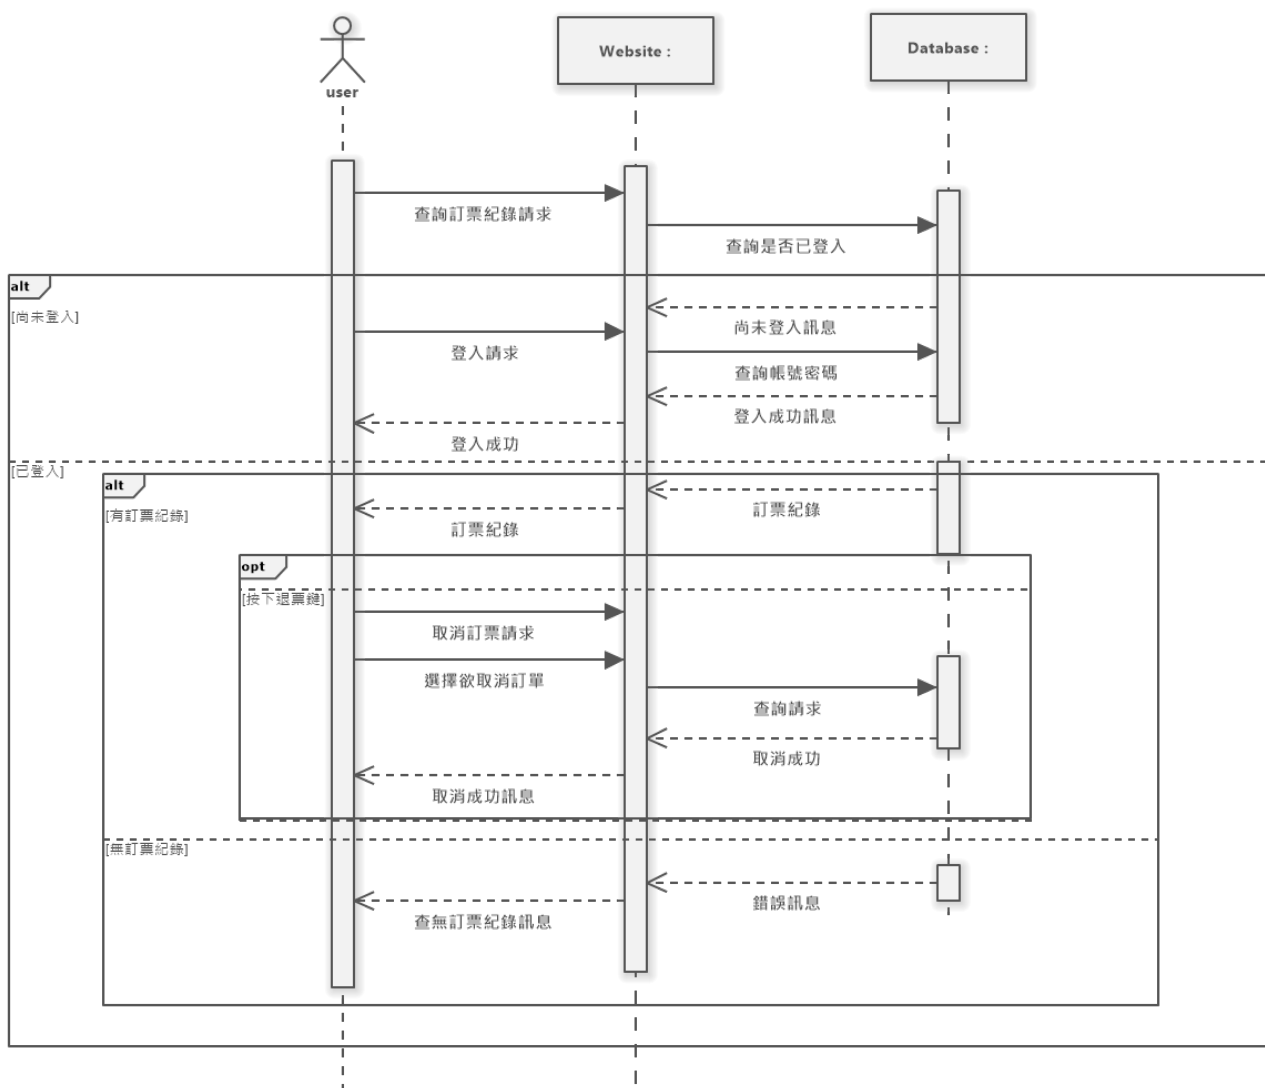 user
Website :
Database :
查詢訂票紀錄請求
查詢是否已登入
alt
[尚未登入]
尚未登入訊息
登入請求
查詢帳號密碼
登入成功訊息
登入成功
[已登入]
alt
[有訂票紀錄]
訂票紀錄
訂票紀錄
opt
[按下退票鍵]
取消訂票請求
選擇欲取消訂單
查詢請求
取消成功
取消成功訊息
[無訂票紀錄]
錯誤訊息
查無訂票紀錄訊息